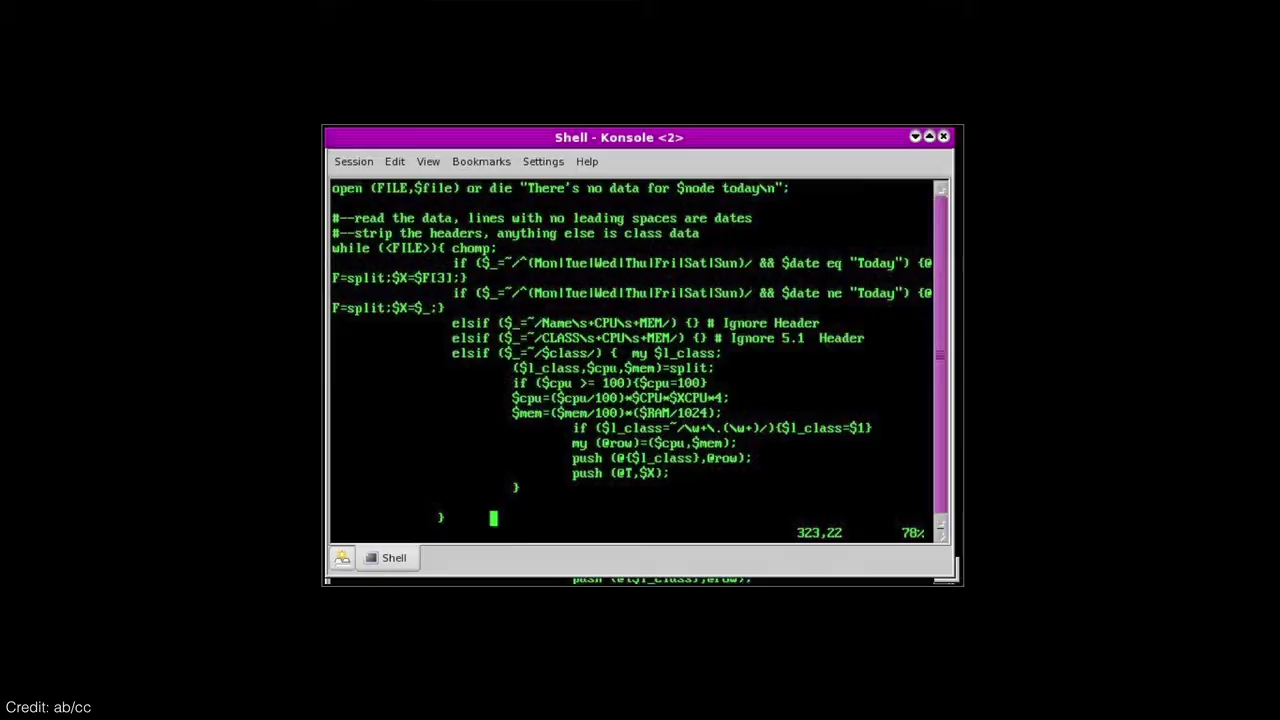 Shell - Konsole <2>
Session Edit View Bookmarks Settings Help
open (FILE,$file) or die "There's no data for $node today\n";
#--read the data, lines with no leading spaces are dates
#--strip the headers, anything else is class data
while (<FILE>){ chomp;
if ($_=~/^(Mon|Tue|Wed|Thu|Fri|Sat|Sun)/ && $date eq "Today") {@
F=split;$X=$F[3];}
if ($_=~/^(Mon|Tue|Wed|Thu|Fri|Sat|Sun)/ && $date ne "Today") {@
F=split;$X=$_;}
elsif ($_=~/Name\s+CPU\s+MEM/) {} # Ignore Header
elsif ($_=~/CLASS\s+CPU\s+MEM/) {} # Ignore 5.1  Header
elsif ($_=~/$class/) {  my $l_class;
($l_class,$cpu,$mem)=split;
if ($cpu >= 100){$cpu=100}
$cpu=($cpu/100)*$CPU*$XCPU*4;
$mem=($mem/100)*($RAM/1024);
if ($l_class=~/\w+\.(\w+)/){$l_class=$1}
my (@row)=($cpu,$mem);
push (@{$l_class},@row);
push (@T,$X);
}
}
323,22 78%
Shell
push (@{$l_class},@row);
Credit: ab/cc